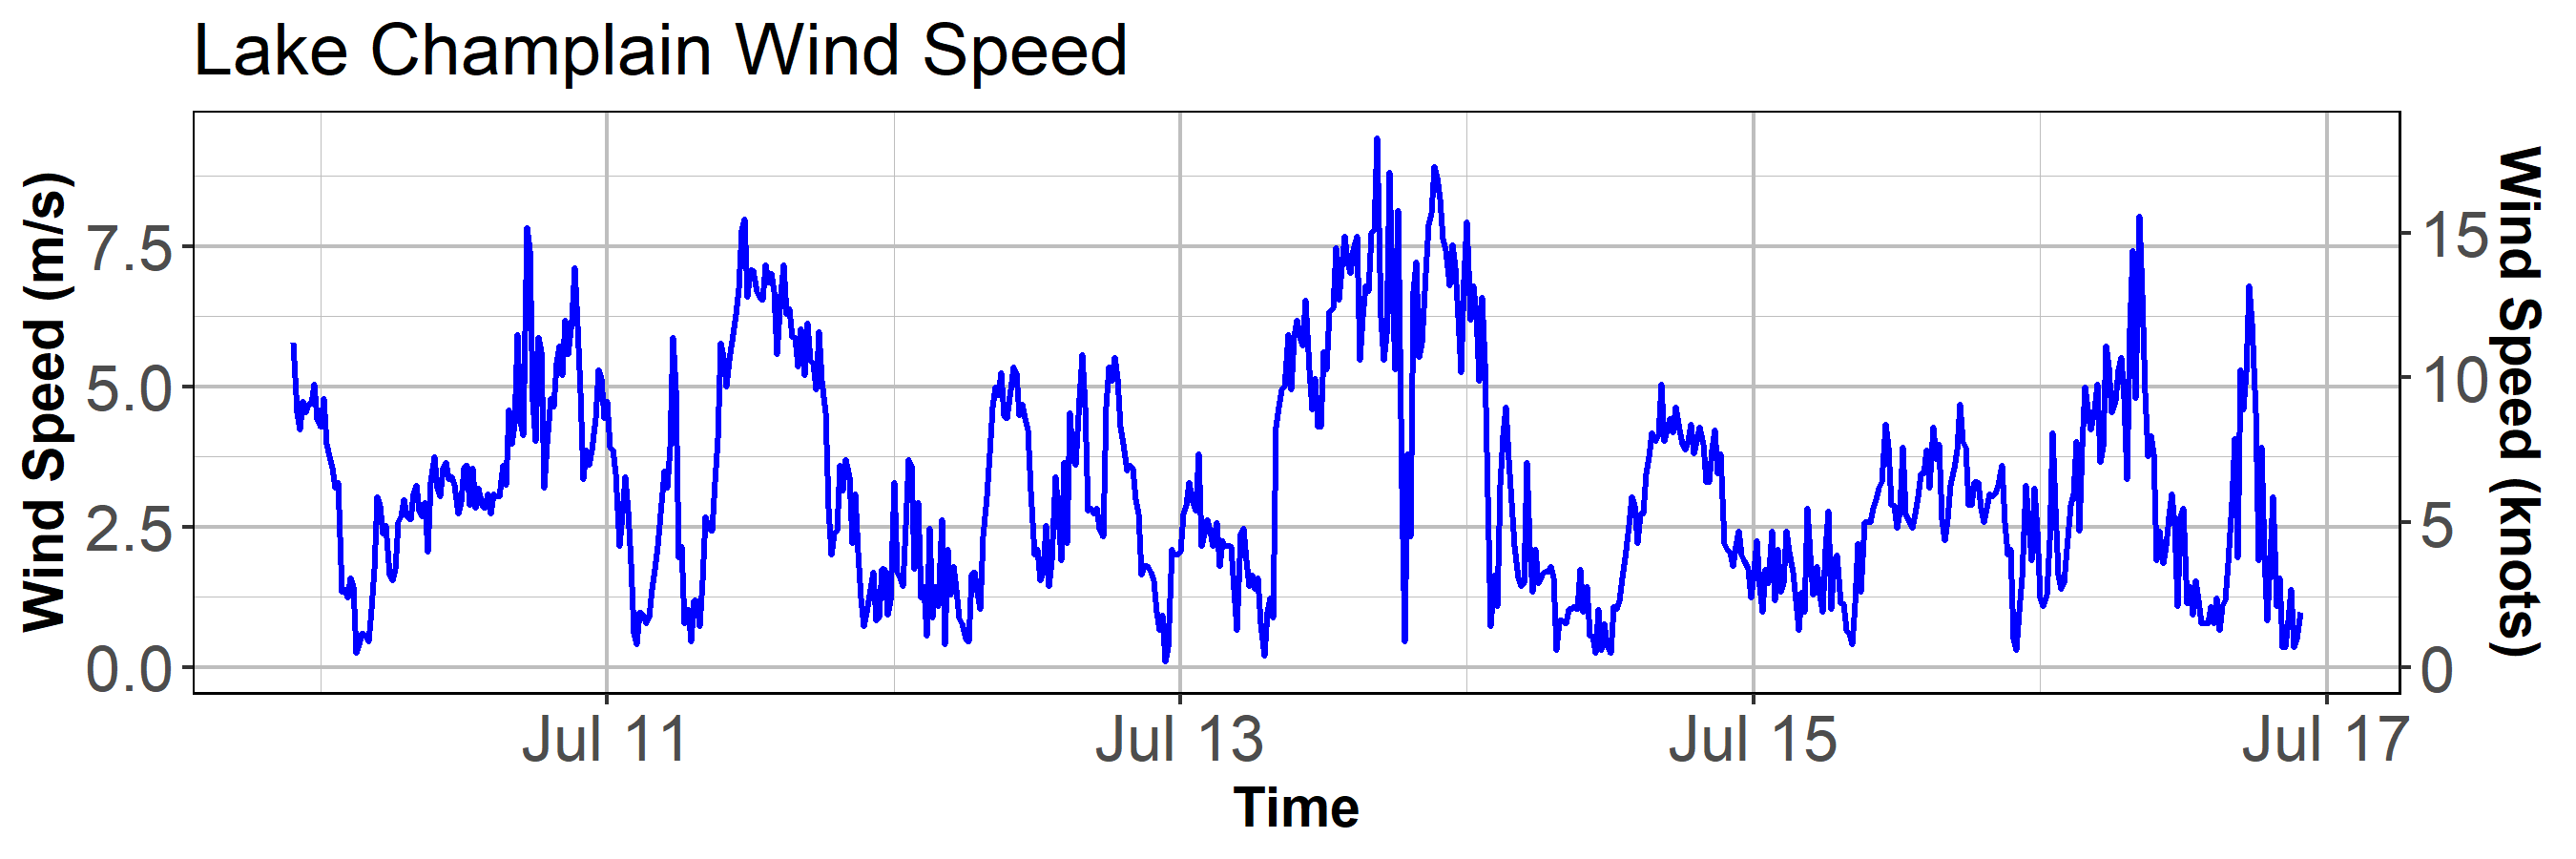 Lake Champlain Wind Speed
Wind Speed (m/s)
7.5
5.0
2.5
0.0
15
10
5
0
Wind Speed (knots)
Jul 11
Jul 13
Jul 15
Jul 17
Time